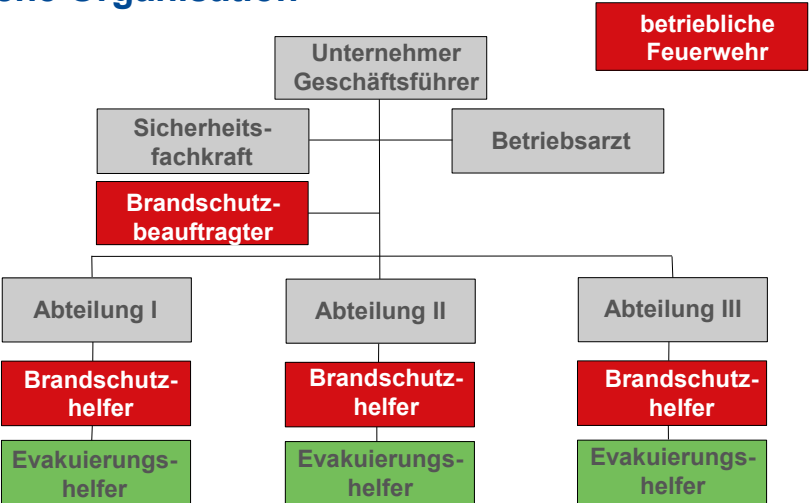 Organisation
betriebliche
Feuerwehr
Unternehmer
Geschäftsführer
Sicherheits-
fachkraft
Betriebsarzt
Brandschutz-
beauftragter
Abteilung I
Abteilung II
Abteilung III
Brandschutz-
helfer
Brandschutz-
helfer
Brandschutz-
helfer
Evakuierungs-
helfer
Evakuierungs-
helfer
Evakuierungs-
helfer